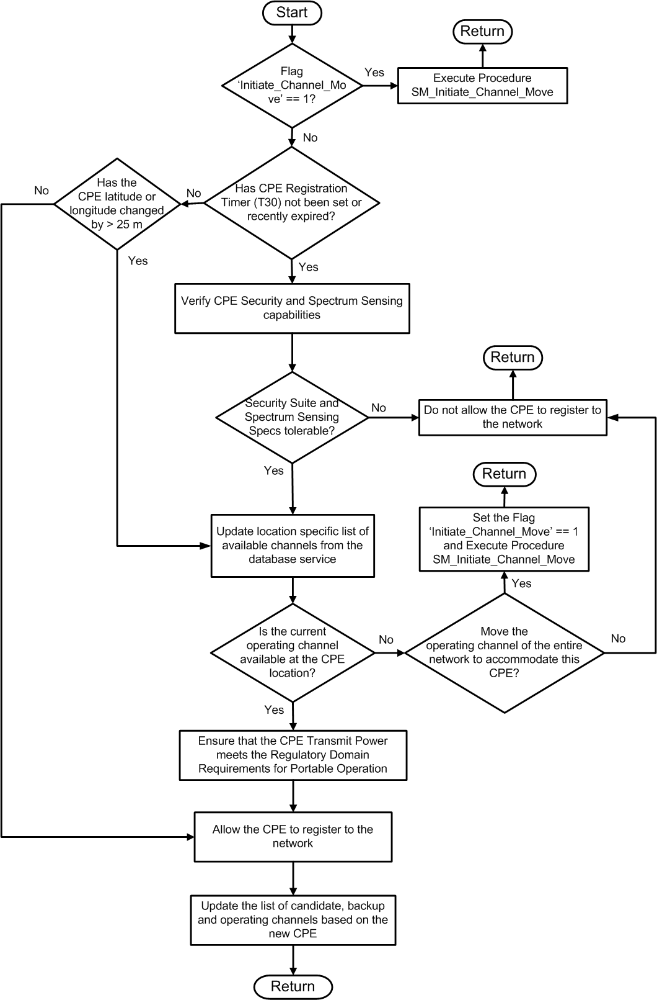 Start
Return
Flag
‘Initiate_Channel_Mo
ve’ == 1?
Yes
Execute Procedure
SM_Initiate_Channel_Move
No
Has the
CPE latitude or
longitude changed
by > 25 m
No
No
Has CPE Registration
Timer (T30) not been set or
recently expired?
Yes
Yes
Verify CPE Security and Spectrum Sensing
capabilities
Return
Security Suite and
Spectrum Sensing
Specs tolerable?
No
Do not allow the CPE to register to
the network
Yes
Return
Update location specific list of
available channels from the
database service
Set the Flag
‘Initiate_Channel_Move’ == 1
and Execute Procedure
SM_Initiate_Channel_Move
Yes
Is the current
operating channel
available at the CPE
location?
No
Move the
operating channel of the entire
network to accommodate this
CPE?
No
Yes
Ensure that the CPE Transmit Power
meets the Regulatory Domain
Requirements for Portable Operation
Allow the CPE to register to the
network
Update the list of candidate, backup
and operating channels based on the
new CPE
Return